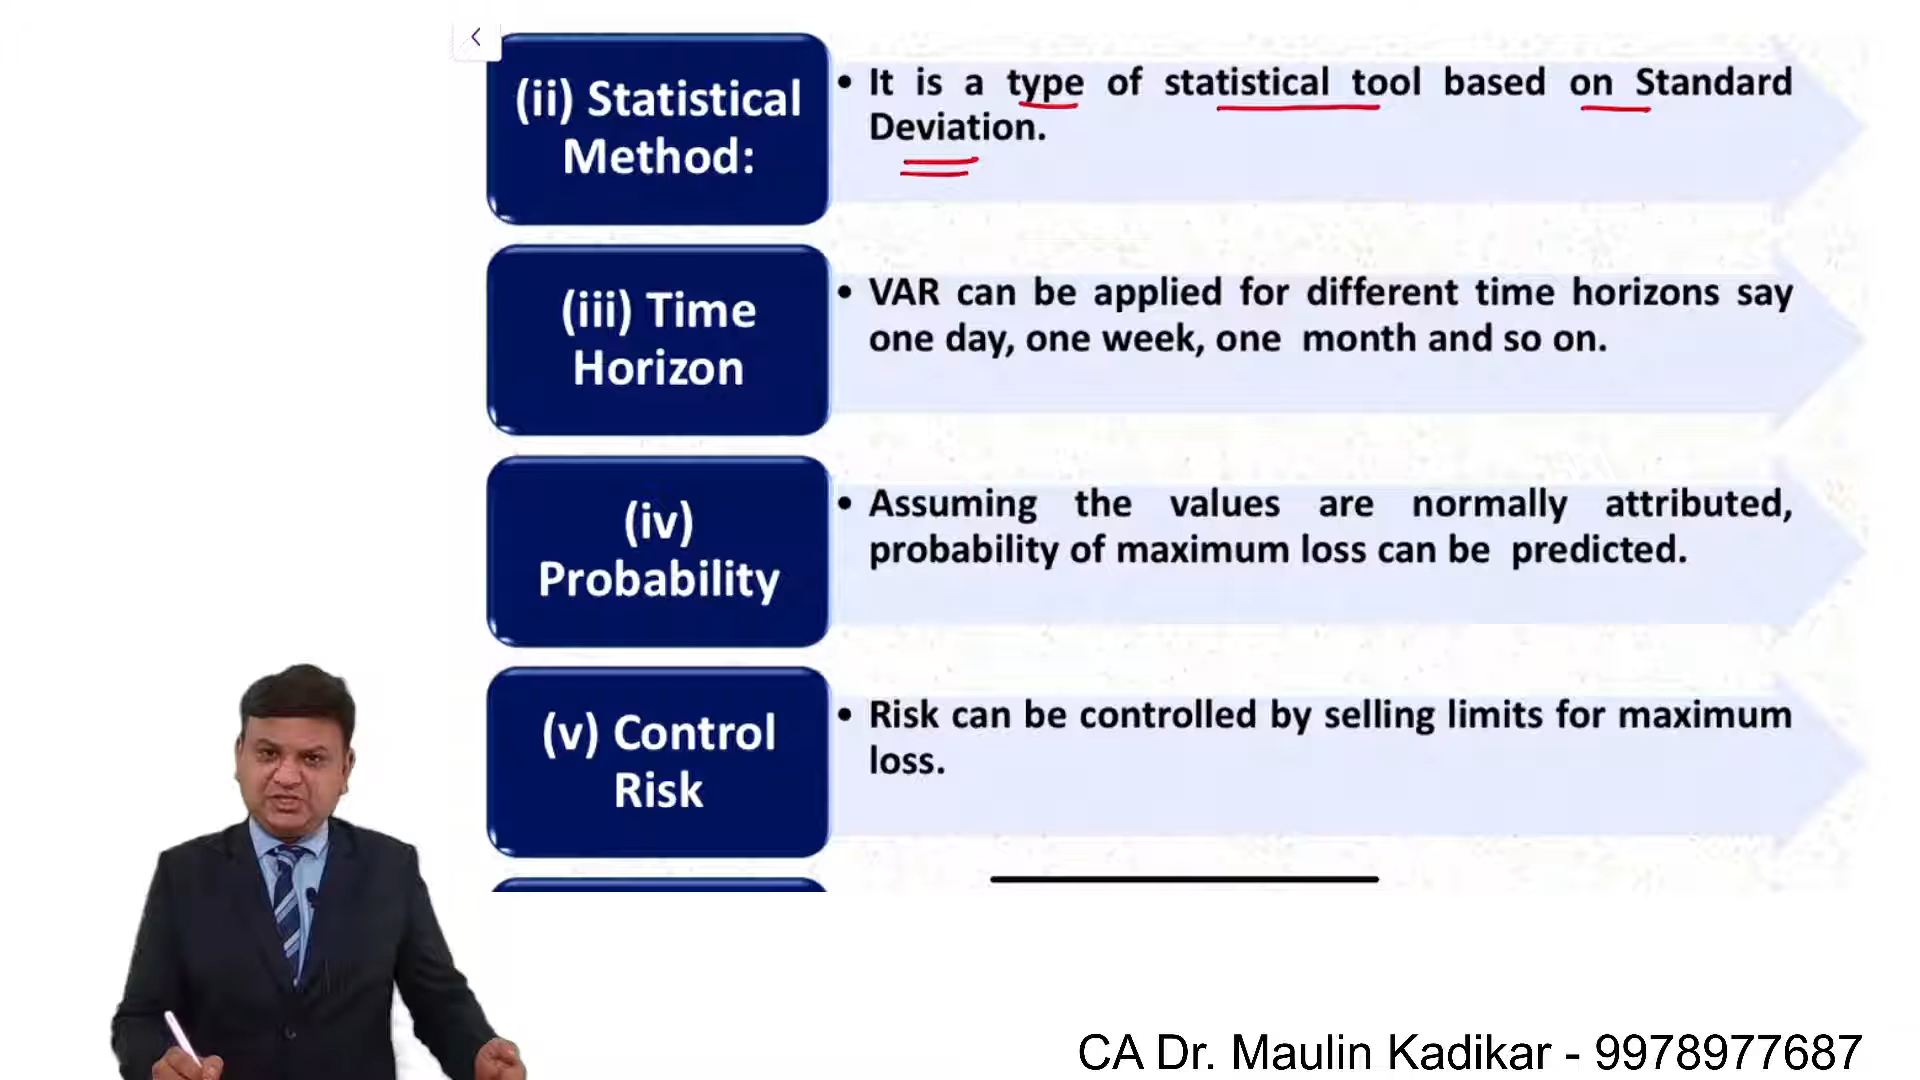 (ii) Statistical
Method:
• It is a type of statistical tool based on Standard
Deviation.
(iii) Time
Horizon
• VAR can be applied for different time horizons say
one day, one week, one month and so on.
(iv)
Probability
• Assuming the values are normally attributed,
probability of maximum loss can be predicted.
(v) Control
Risk
• Risk can be controlled by selling limits for maximum
loss.
CA Dr. Maulin Kadikar - 9978977687